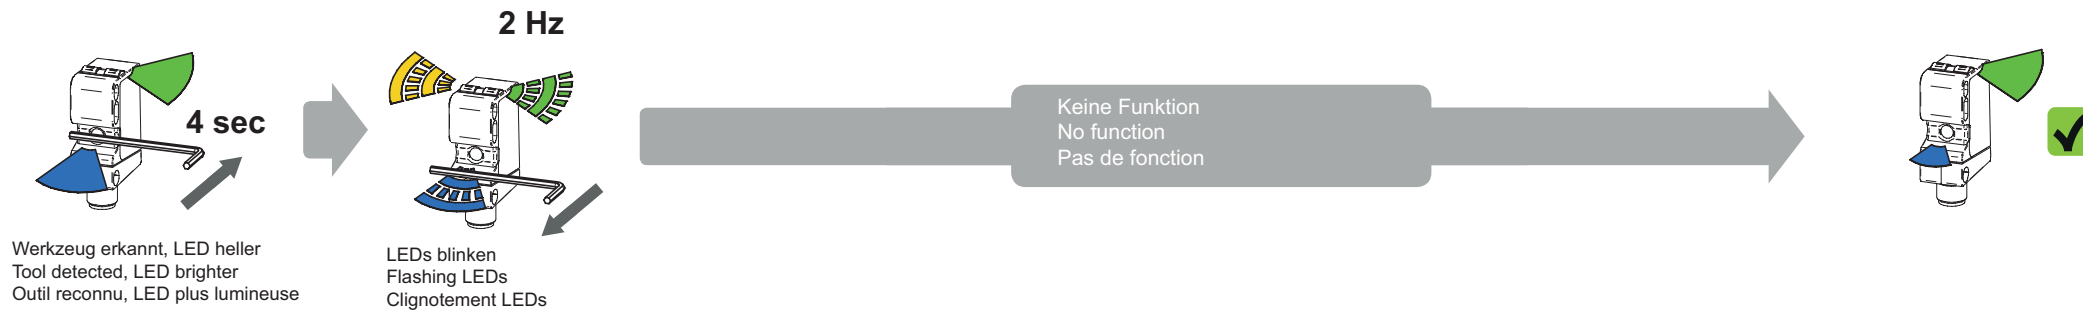 2 Hz
4 sec
Keine Funktion
No function
Pas de fonction
Werkzeug erkannt, LED heller
Tool detected, LED brighter
Outil reconnu, LED plus lumineuse
LEDs blinken
Flashing LEDs
Clignotement LEDs